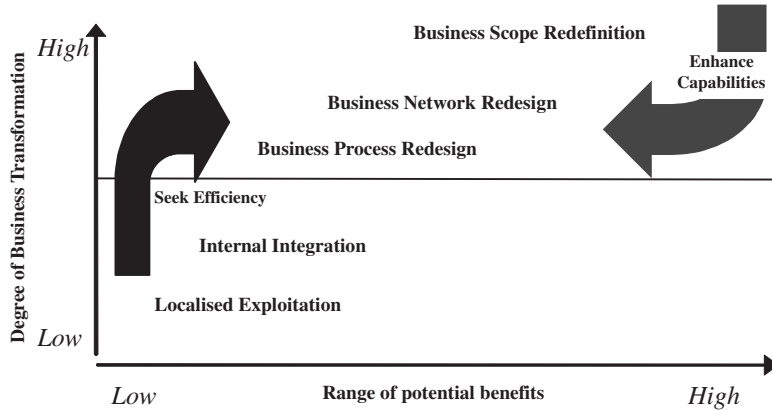 Business Scope Redefinition
High
Enhance
Capabilities
Business Network Redesign
Business Process Redesign
Seek Efficiency
Internal Integration
Localised Exploitation
Degree of Business Transformation
Low
Low
Range of potential benefits
High